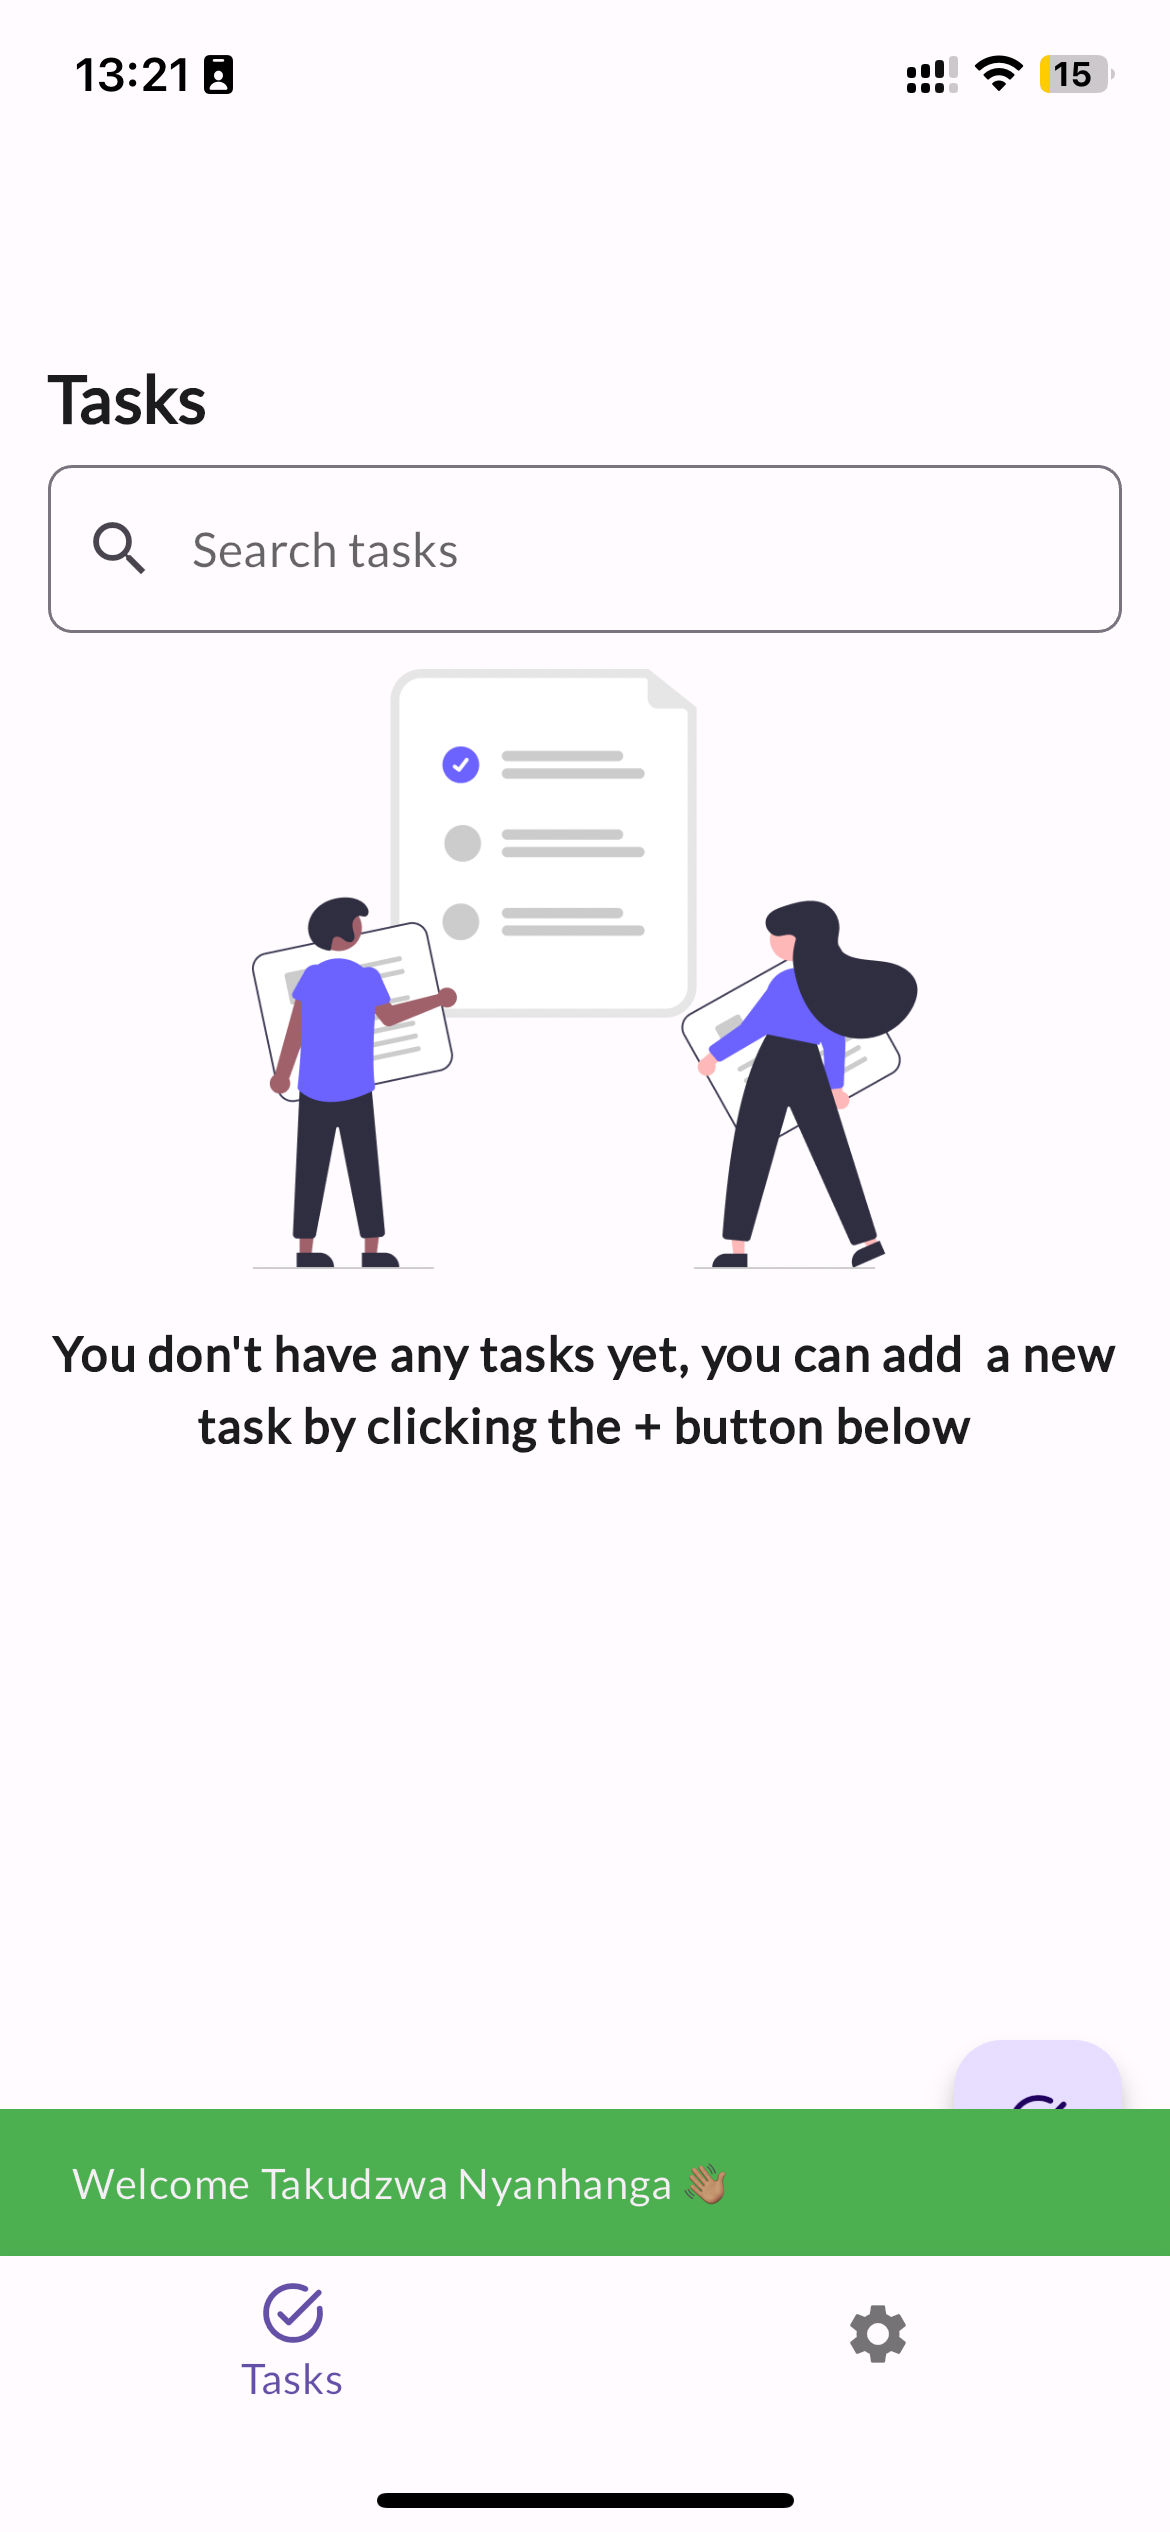 13:21
15
Tasks
Search tasks
You don't have any tasks yet, you can add  a new
task by clicking the + button below
Welcome Takudzwa Nyanhanga 👋🏽
Tasks